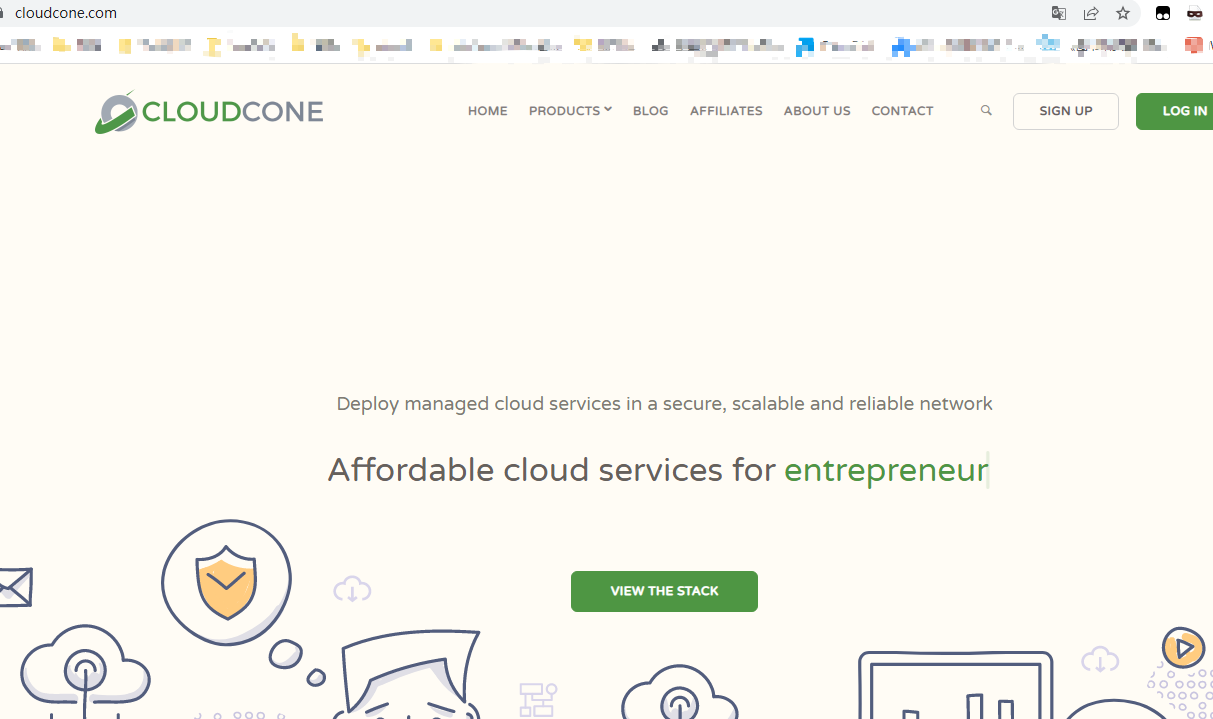 cloudcone.com
CLOUDCONE
HOME PRODUCTS BLOG AFFILIATES ABOUT US CONTACT SIGN UP LOG IN
Deploy managed cloud services in a secure, scalable and reliable network
Affordable cloud services for entrepreneur
VIEW THE STACK